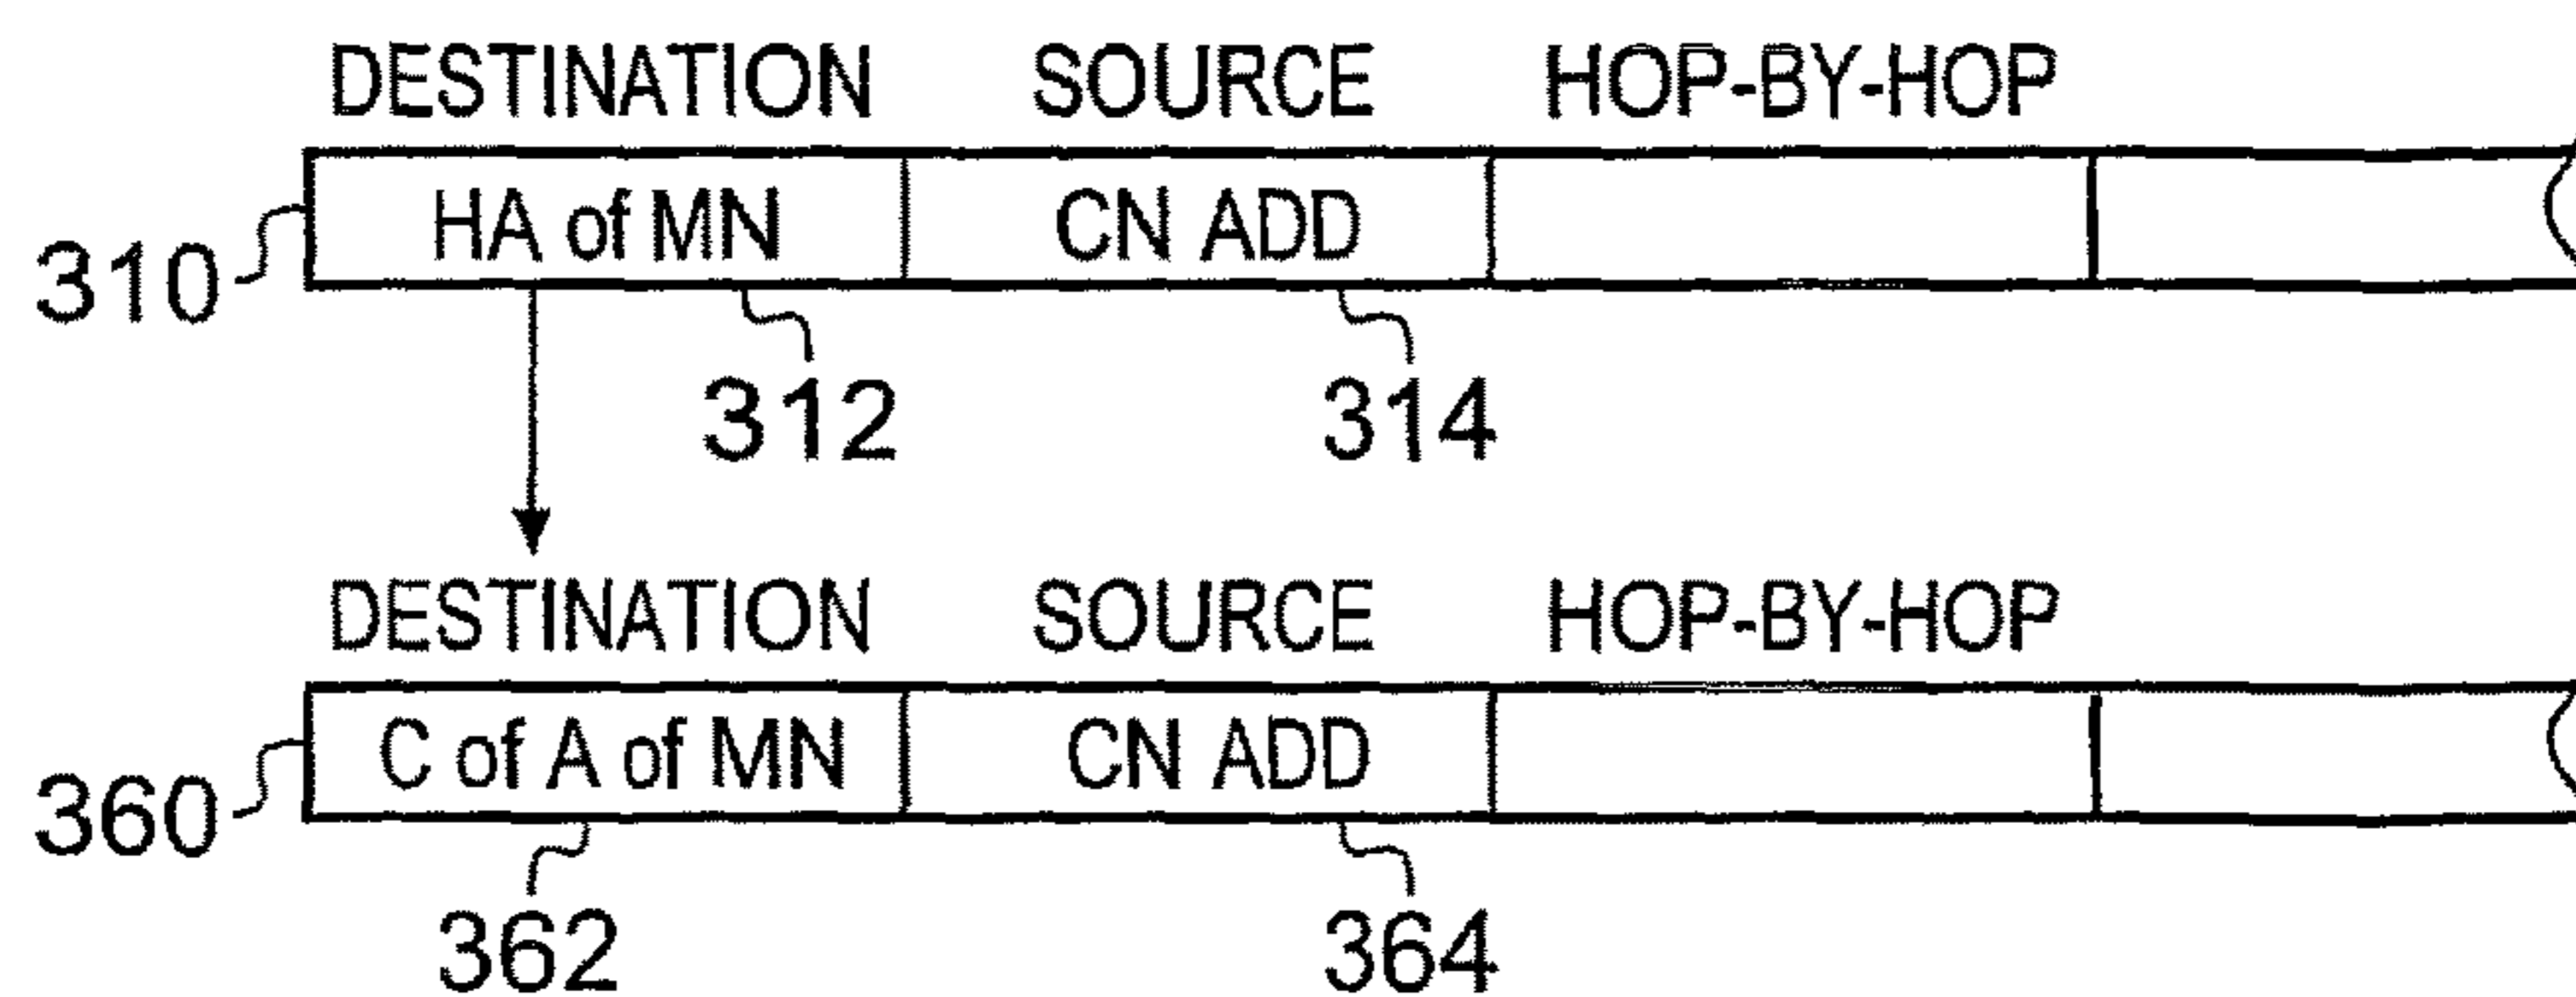 DESTINATION SOURCE HOP-BY-HOP
310 HA of MN CN ADD
312 314
DESTINATION SOURCE HOP-BY-HOP
360 C of A of MN CN ADD
362 364